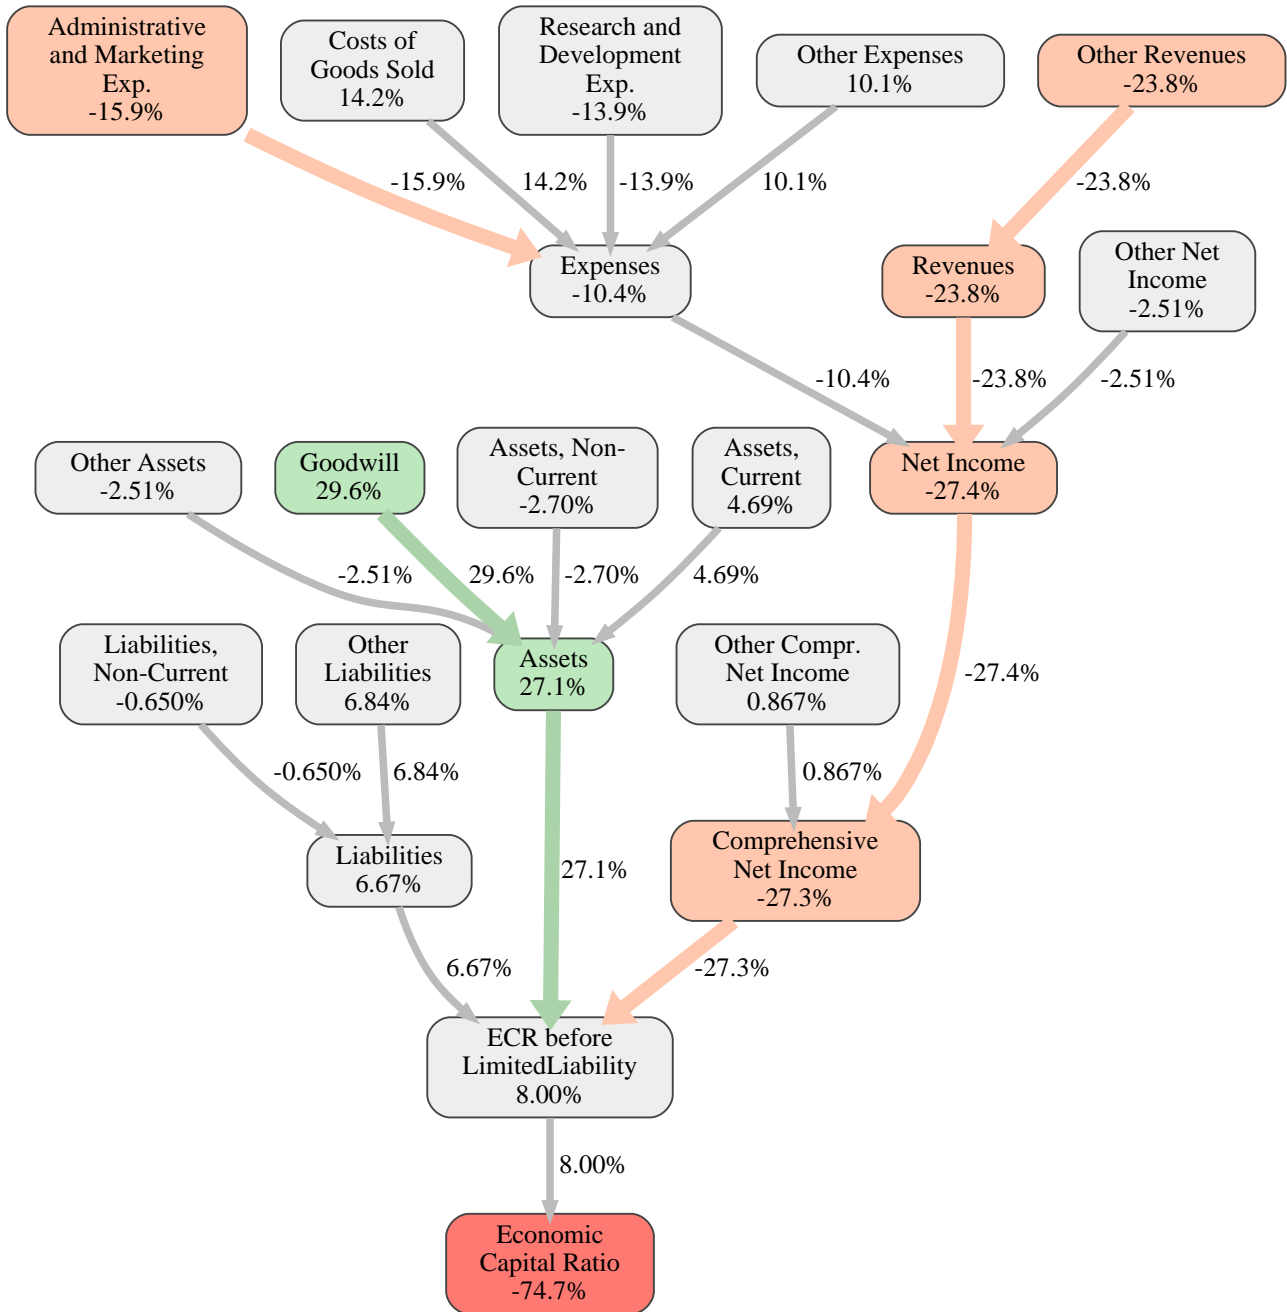 Administrative
and Marketing
Exp.
-15.9%
Costs of
Goods Sold
14.2%
Research and
Development
Exp.
-13.9%
Other Expenses
10.1%
Other Revenues
-23.8%
-15.9%
14.2%
-13.9%
10.1%
-23.8%
Expenses
-10.4%
Revenues
-23.8%
Other Net
Income
-2.51%
-10.4%
-23.8%
-2.51%
Other Assets
-2.51%
Goodwill
29.6%
Assets, Non-
Current
-2.70%
Assets,
Current
4.69%
Net Income
-27.4%
-2.51%
29.6%
-2.70%
4.69%
Liabilities,
Non-Current
-0.650%
Other
Liabilities
6.84%
Assets
27.1%
Other Compr.
Net Income
0.867%
-27.4%
-0.650%
6.84%
0.867%
Liabilities
6.67%
27.1%
Comprehensive
Net Income
-27.3%
6.67%
-27.3%
ECR before
LimitedLiability
8.00%
8.00%
Economic
Capital Ratio
-74.7%